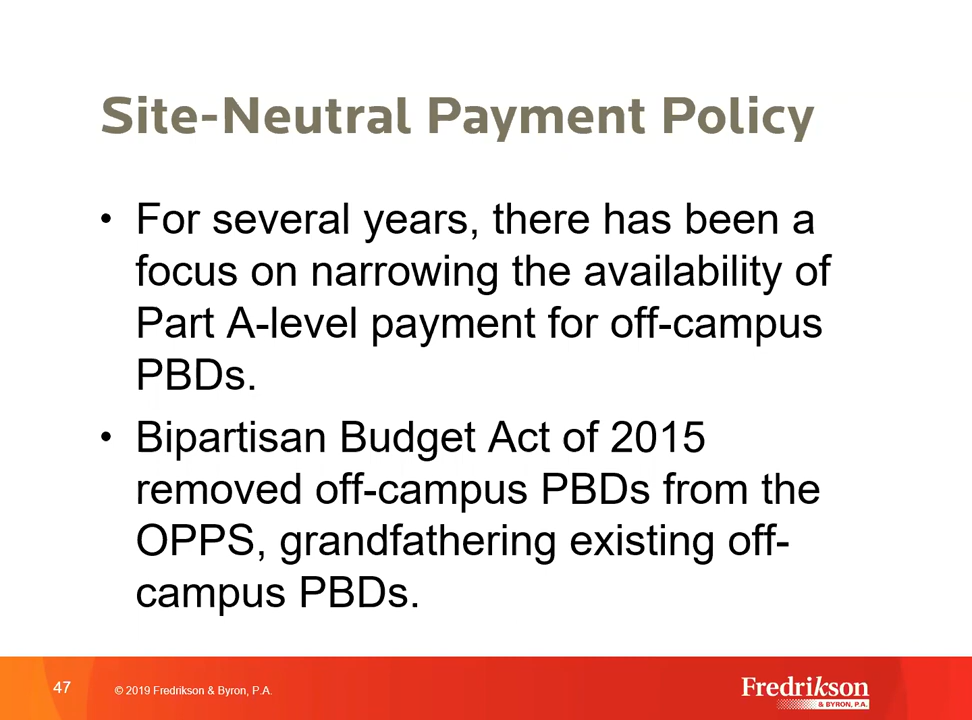 Site-Neutral Payment Policy
• For several years, there has been a
focus on narrowing the availability of
Part A-level payment for off-campus
PBDs.
• Bipartisan Budget Act of 2015
removed off-campus PBDs from the
OPPS, grandfathering existing off-
campus PBDs.
47
© 2019 Fredrikson & Byron, P.A.
Fredrikson
& BYRON, P.A.